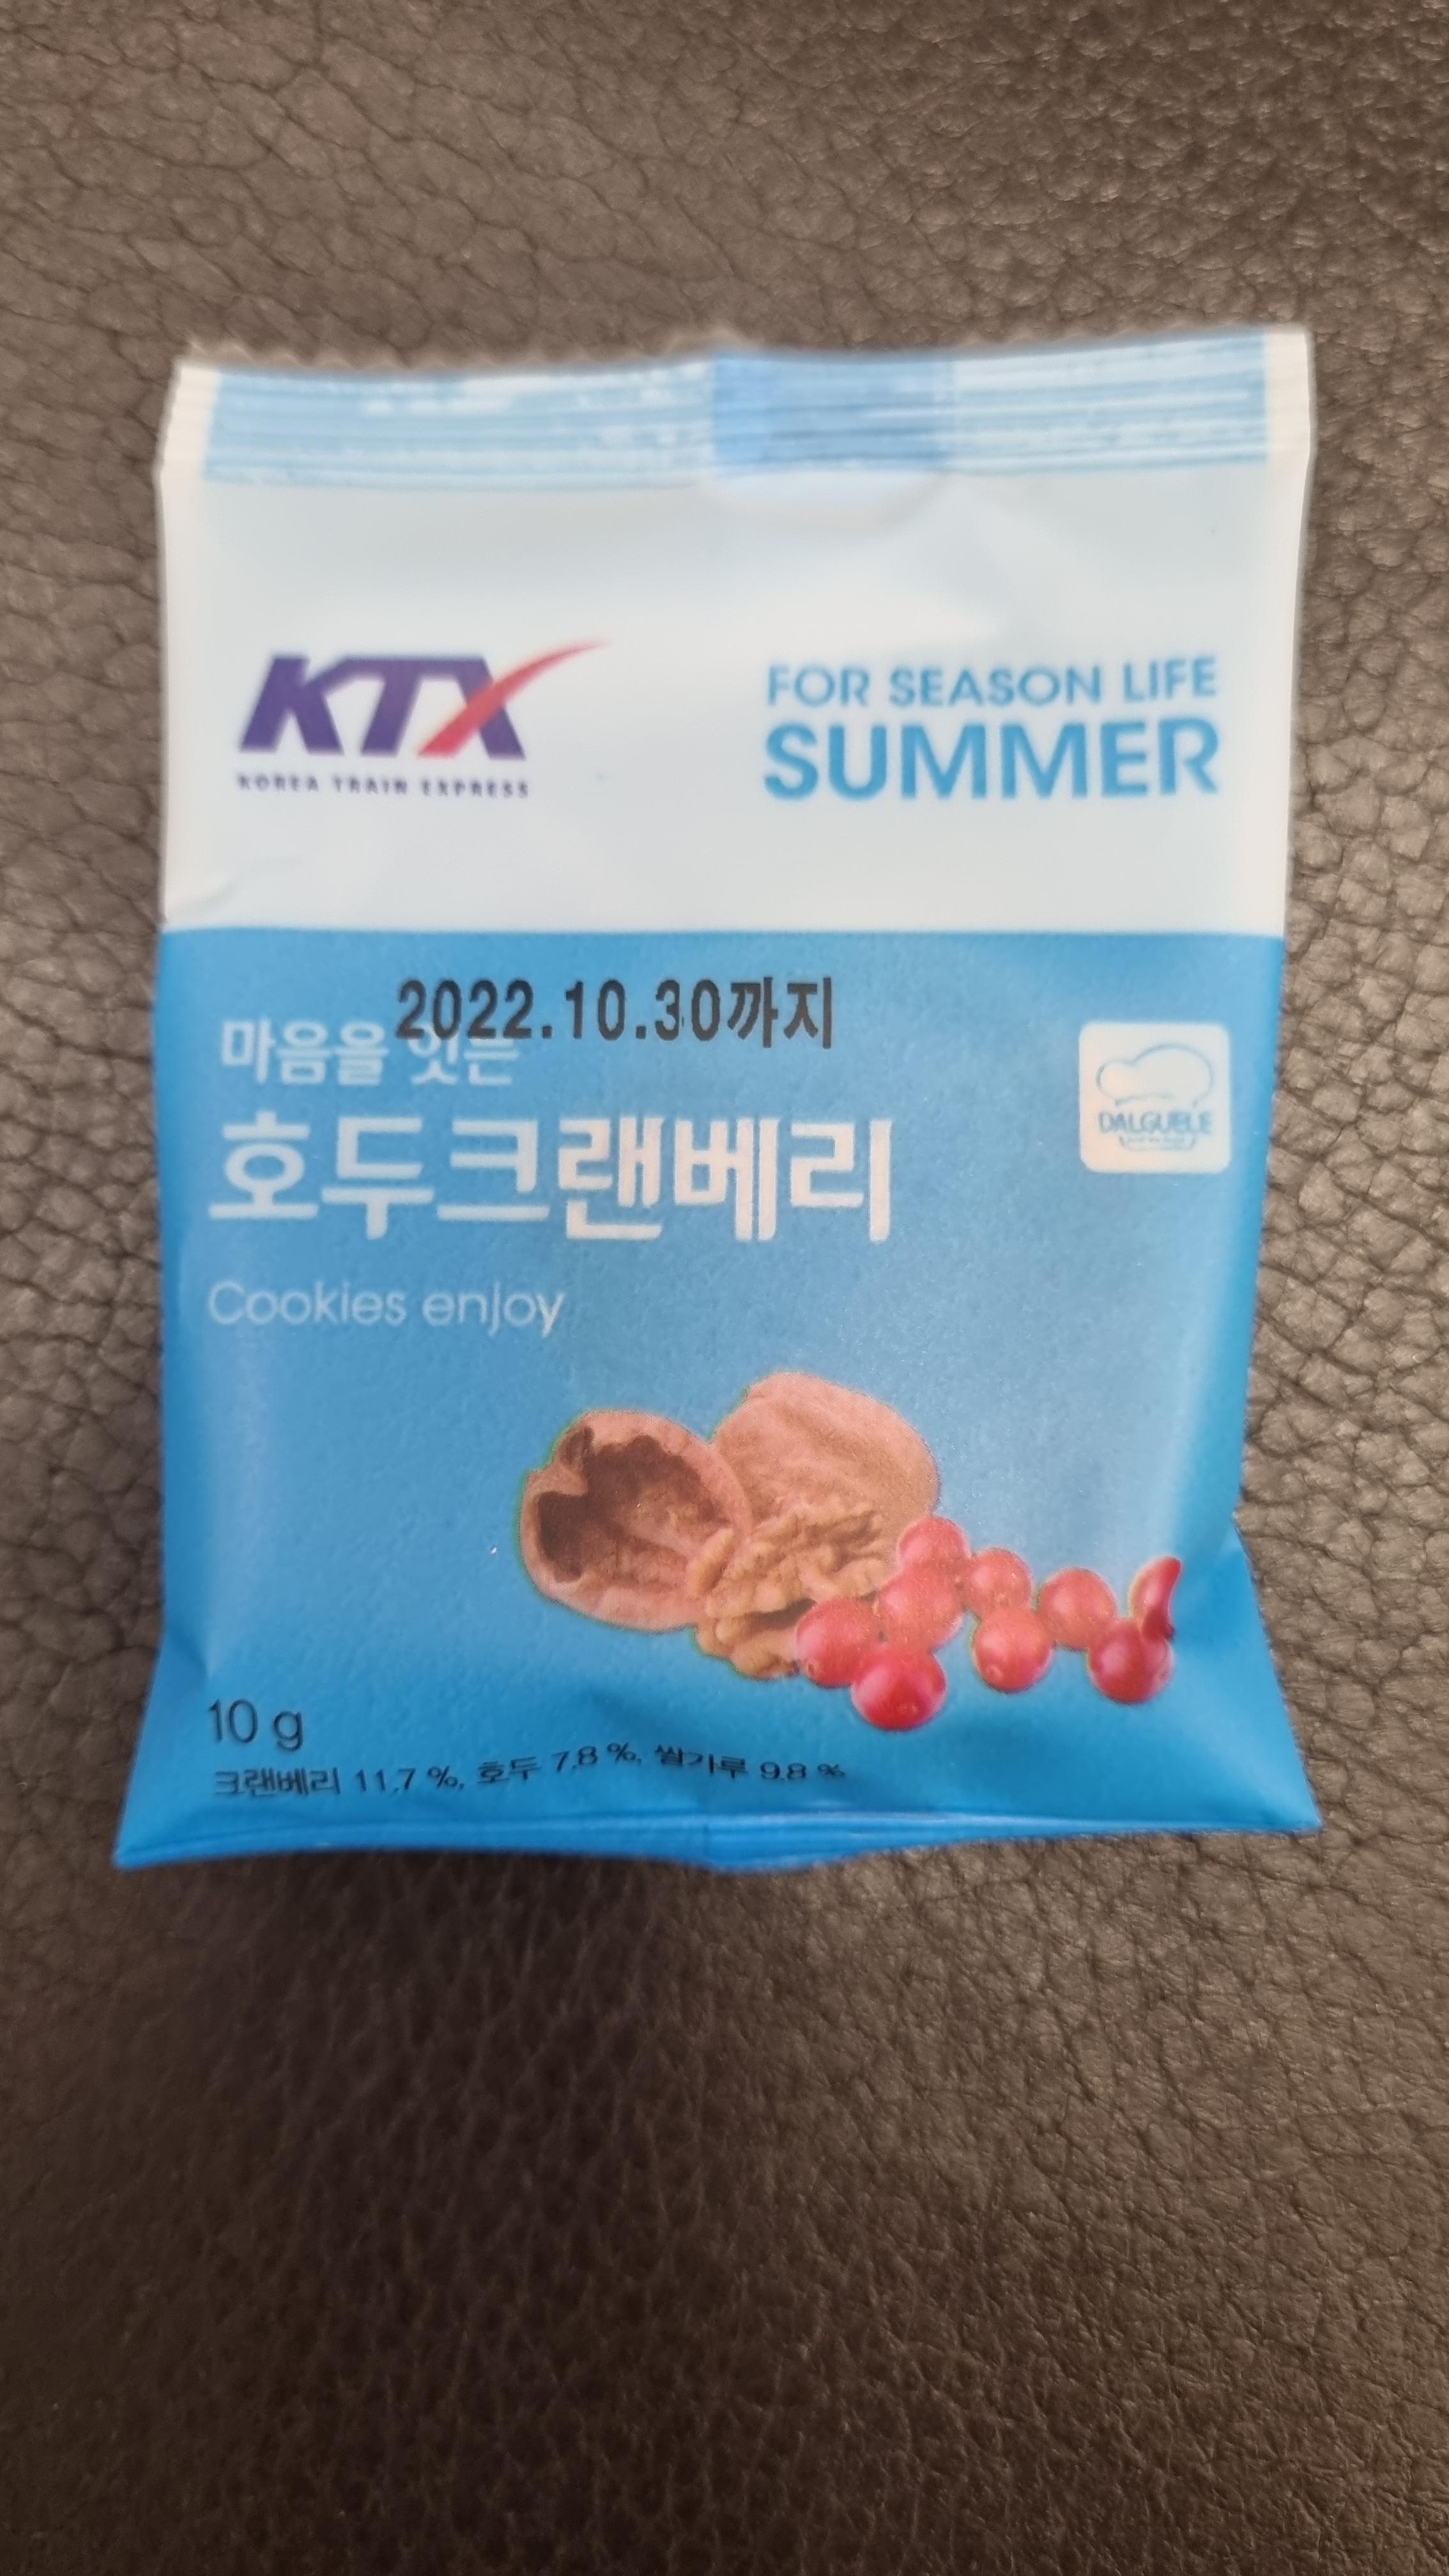 KTX
KOREA TRAIN EXPRESS
FOR SEASON LIFE
SUMMER
2022.10.30까지
마음을 잇는
호두크랜베리
DALGUBLE
Cookies enjoy
10 g
크랜베리 11.7 %, 호두 7.8 %, 쌀가루 9.8 %